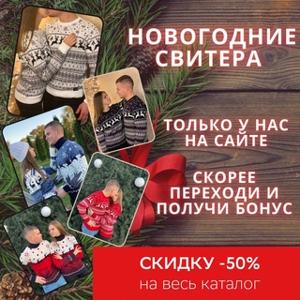 НОВОГОДНИЕ
СВИТЕРА
ТОЛЬКО У НАС
НА САЙТЕ
СКОРЕЕ
ПЕРЕХОДИ И
ПОЛУЧИ БОНУС
СКИДКУ -50%
на весь каталог